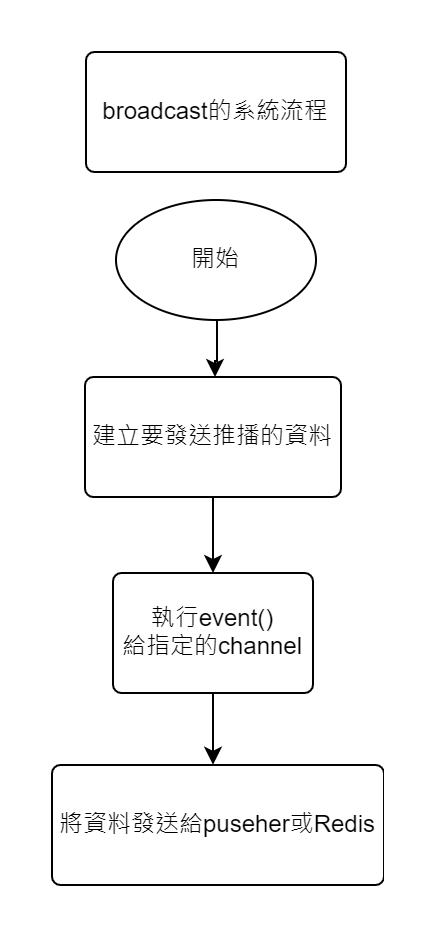 broadcast的系統流程
開始
建立要發送推播的資料
執行event()
給指定的channel
將資料發送給puseher或Redis